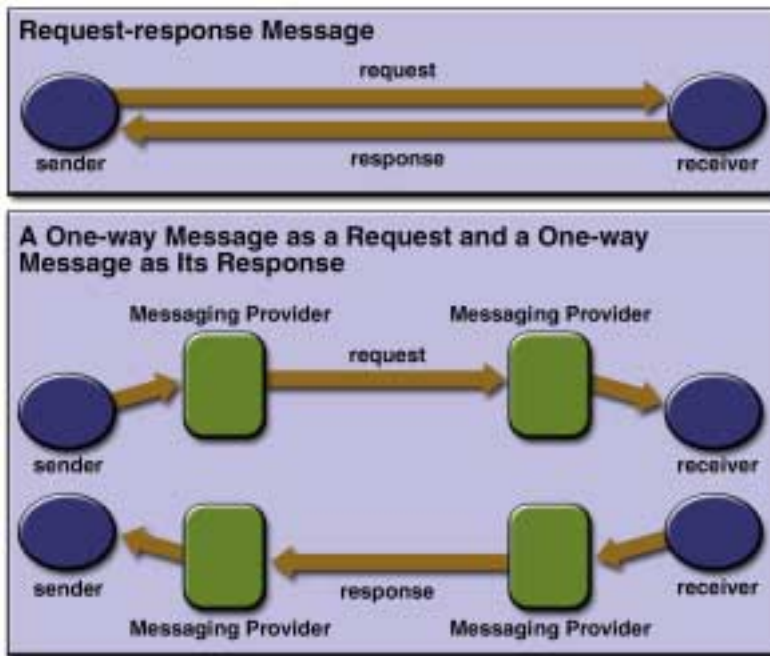 Request-response Message
request
sender
response
receiver
A One-way Message as a Request and a One-way
Message as Its Response
Messaging Provider
Messaging Provider
request
sender
receiver
sender
response
receiver
Messaging Provider
Messaging Provider